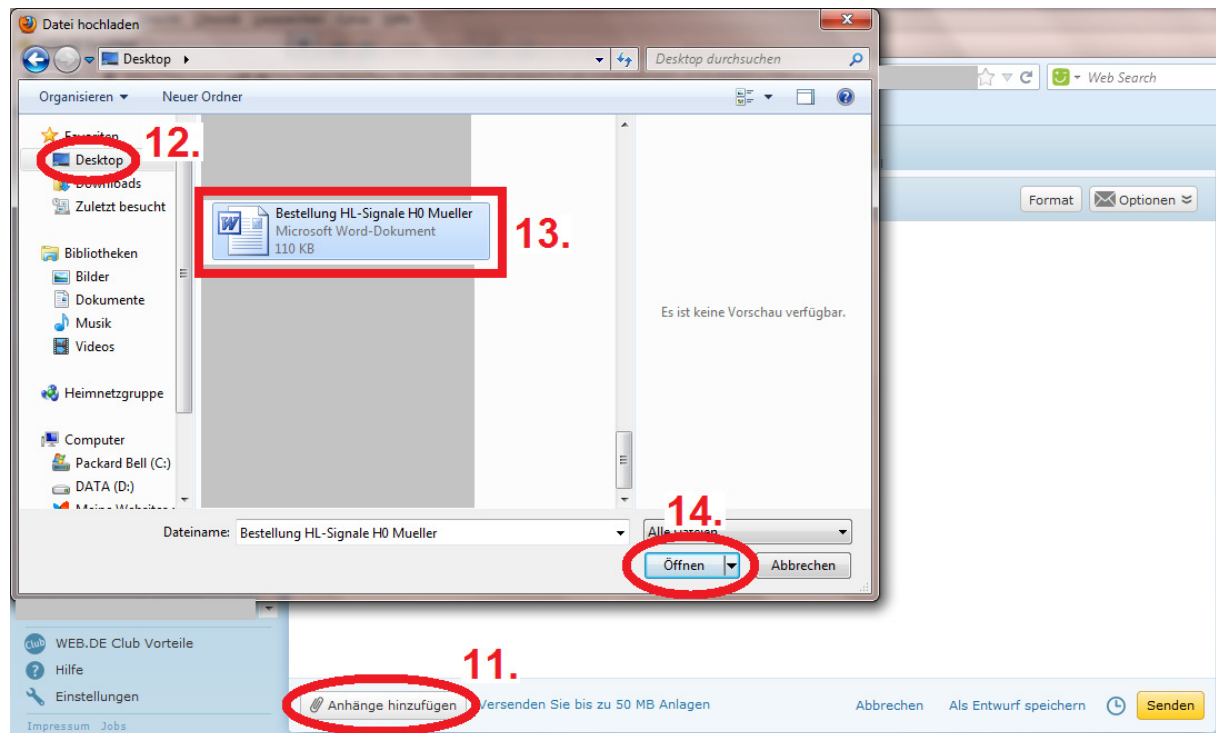 Datei hochladen
Desktop
Desktop durchsuchen
Web Search
Organisieren
Neuer Ordner
12.
Desktop
Zuletzt besucht
Bestellung HL-Signale H0 Mueller
Microsoft Word-Dokument
110 KB
13.
Format
Optionen
Bibliotheken
Bilder
Dokumente
Musik
Videos
Es ist keine Vorschau verfügbar.
Heimnetzgruppe
Computer
Packard Bell (C:)
DATA (D:)
14.
Dateiname:
Bestellung HL-Signale H0 Mueller
Alle Dateien
Öffnen
Abbrechen
Club
WEB.DE Club Vorteile
Hilfe
Einstellungen
Impressum Jobs
11.
Anhänge hinzufügen
Versenden Sie bis zu 50 MB Anlagen
Abbrechen
Als Entwurf speichern
Senden